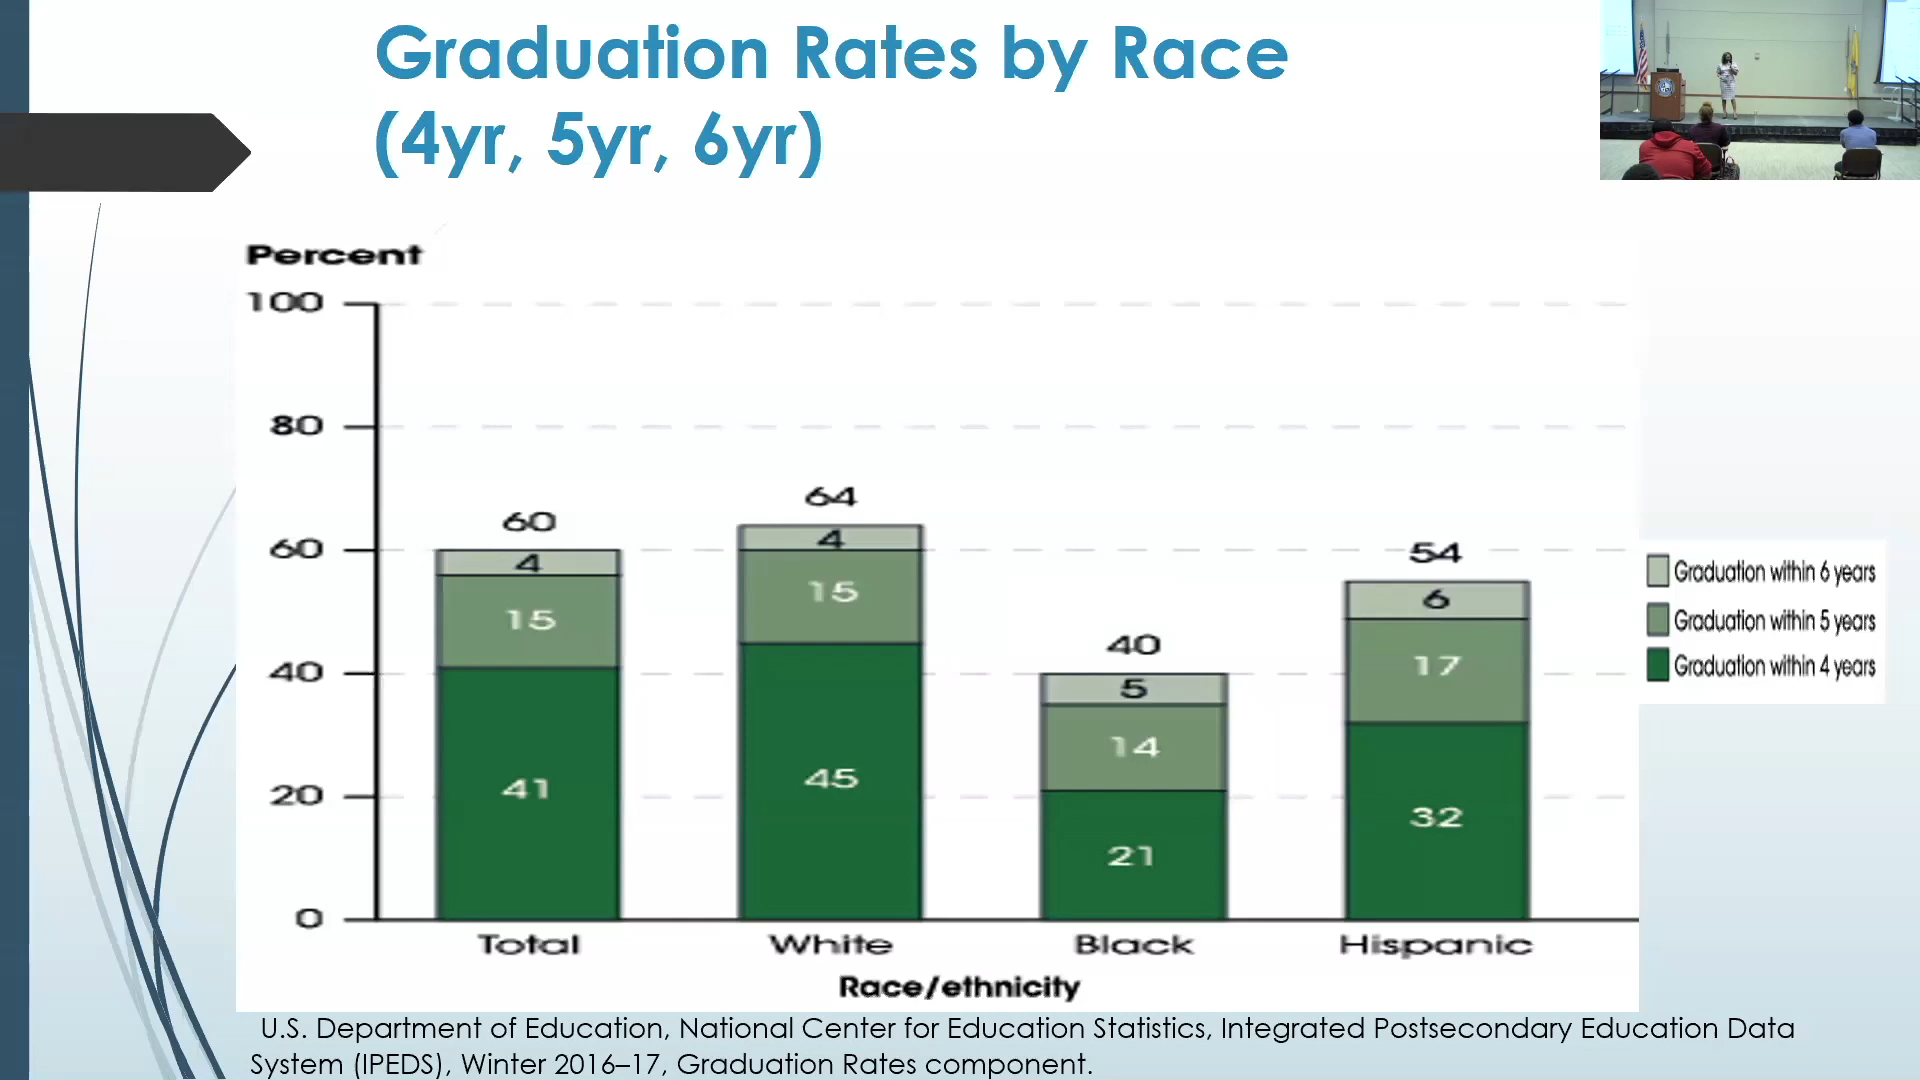 Graduation Rates by Race
(4yr, 5yr, 6yr)
Percent
100
80
60
40
20
0
60
4
15
41
64
4
15
45
40
5
14
21
54
6
17
32
Total
White
Black
Hispanic
Race/ethnicity
Graduation within 6 years
Graduation within 5 years
Graduation within 4 years
U.S. Department of Education, National Center for Education Statistics, Integrated Postsecondary Education Data
System (IPEDS), Winter 2016–17, Graduation Rates component.